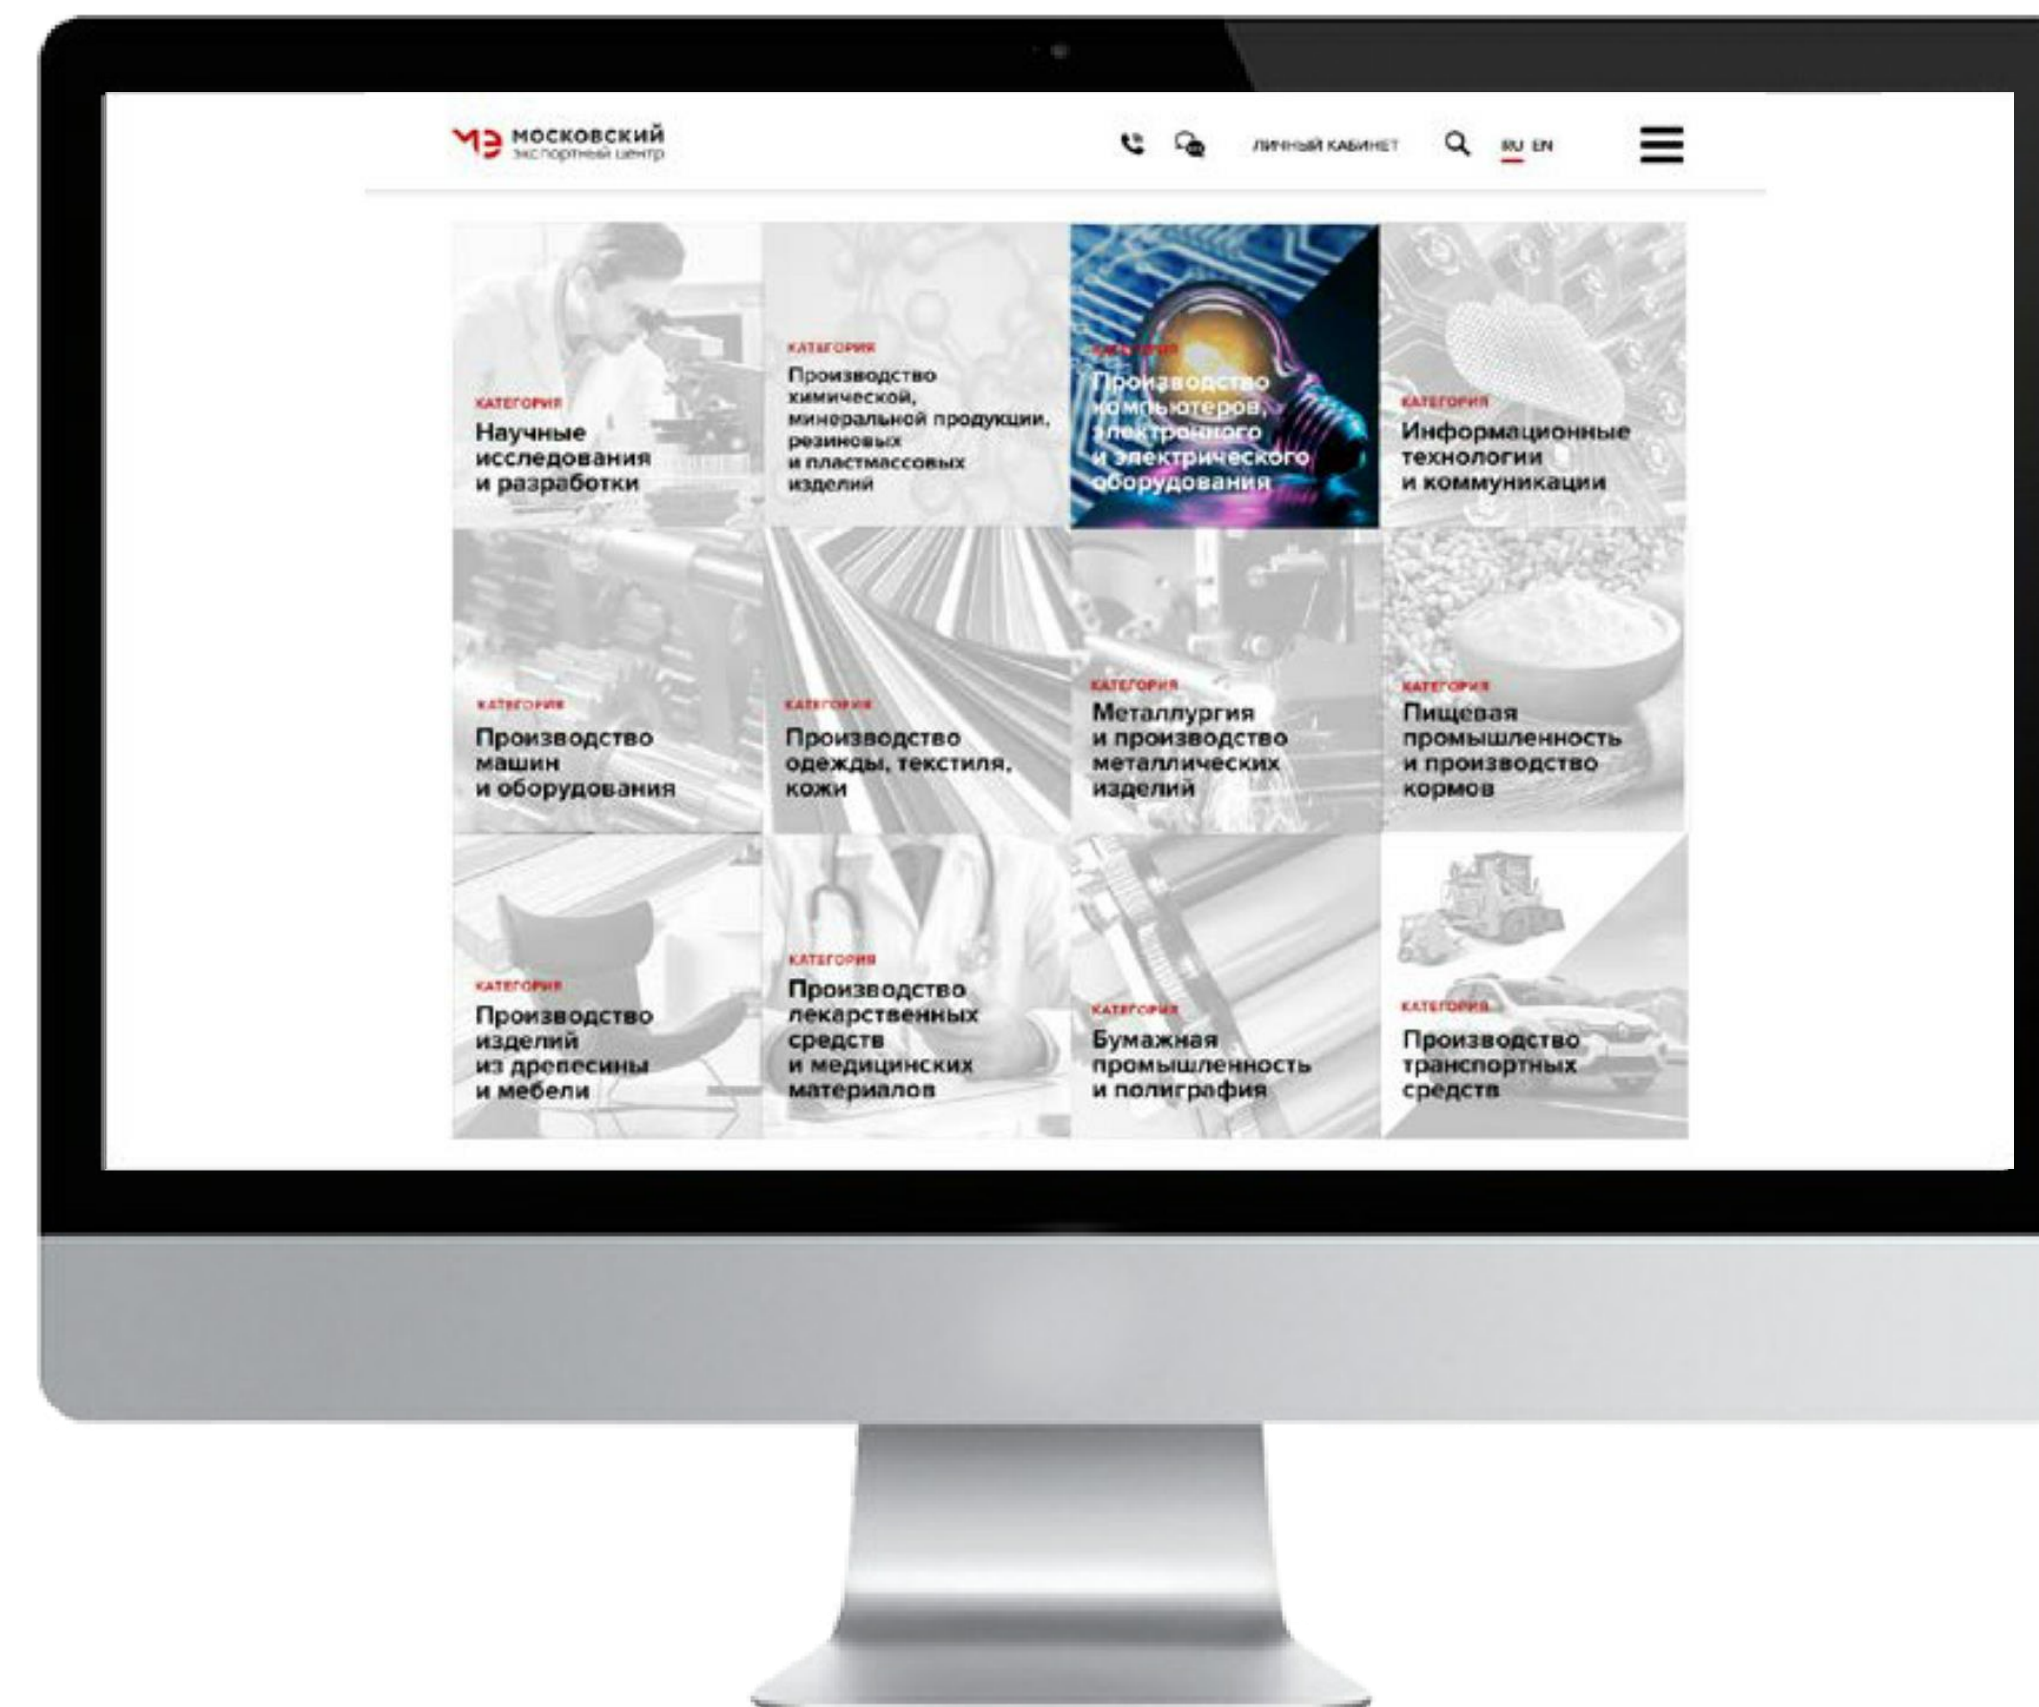 МЭ МОСКОВСКИЙ
экспортный центр
ЛИЧНЫЙ КАБИНЕТ
RU EN
КАТЕГОРИЯ
Научные
исследования
и разработки
КАТЕГОРИЯ
Производство
химической,
минеральной продукции,
резиновых
и пластмассовых
изделий
КАТЕГОРИЯ
Производство
компьютеров,
электронного
и электрического
оборудования
КАТЕГОРИЯ
Информационные
технологии
и коммуникации
КАТЕГОРИЯ
Производство
машин
и оборудования
КАТЕГОРИЯ
Производство
одежды, текстиля,
кожи
КАТЕГОРИЯ
Металлургия
и производство
металлических
изделий
КАТЕГОРИЯ
Пищевая
промышленность
и производство
кормов
КАТЕГОРИЯ
Производство
изделий
из древесины
и мебели
КАТЕГОРИЯ
Производство
лекарственных
средств
и медицинских
материалов
КАТЕГОРИЯ
Бумажная
промышленность
и полиграфия
КАТЕГОРИЯ
Производство
транспортных
средств